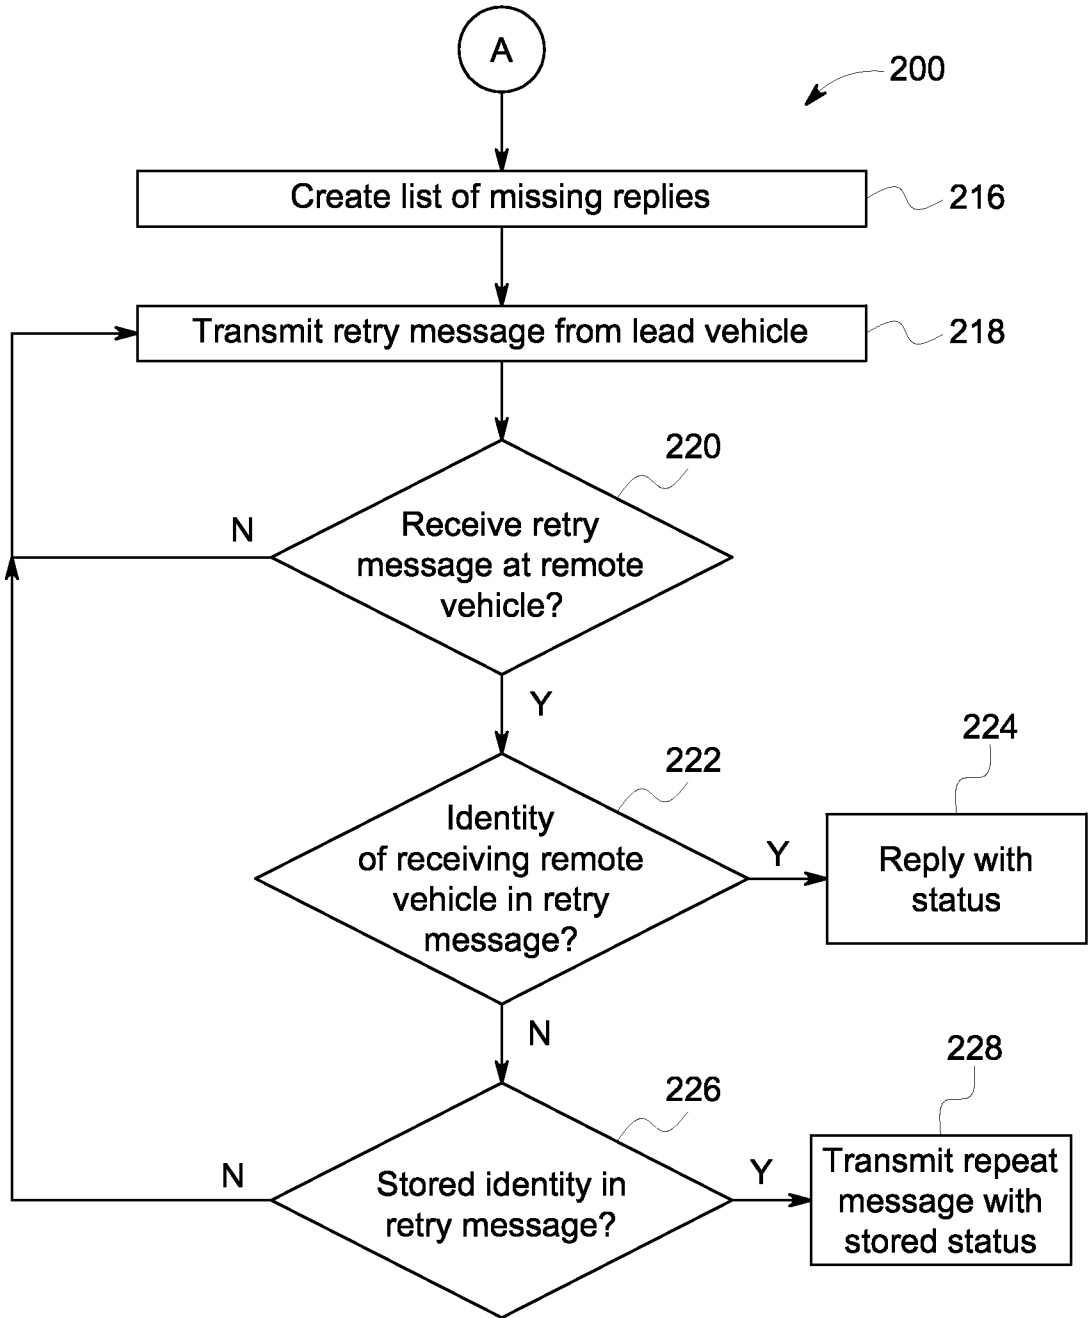 A
200
Create list of missing replies
216
Transmit retry message from lead vehicle
218
220
Receive retry
message at remote
vehicle?
N
Y
222
Identity
of receiving remote
vehicle in retry
message?
Y
224
Reply with
status
N
226
Stored identity in
retry message?
N
Y
228
Transmit repeat
message with
stored status